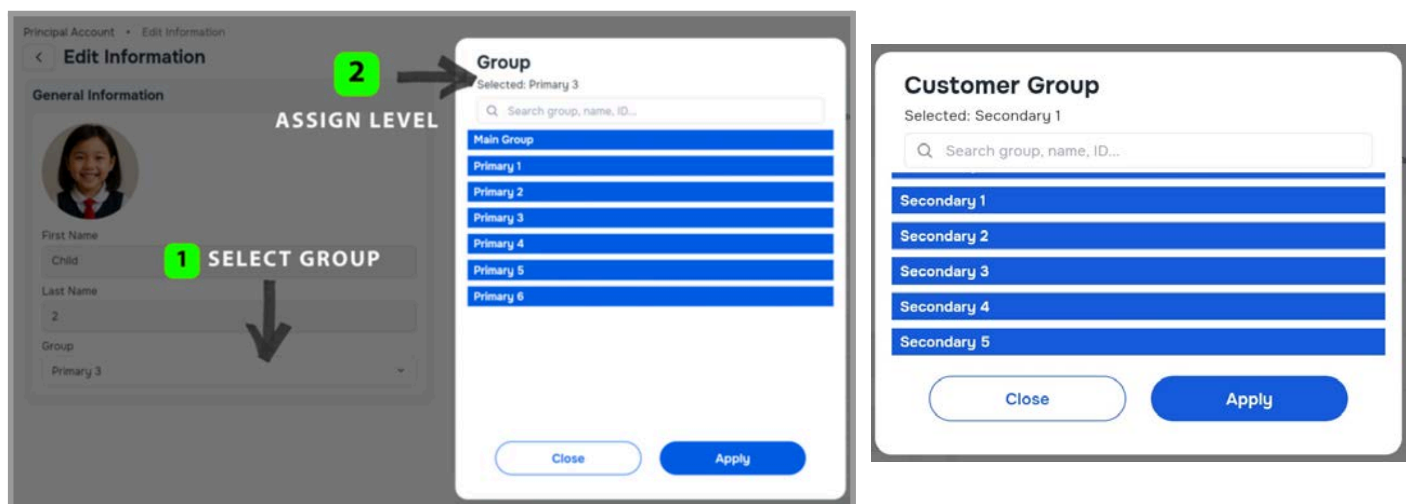 Principal Account • Edit Information
< Edit Information
General Information
First Name
Child
Last Name
2
Group
Primary 3
1 SELECT GROUP
2
ASSIGN LEVEL
Group
Selected: Primary 3
Search group, name, ID...
Main Group
Primary 1
Primary 2
Primary 3
Primary 4
Primary 5
Primary 6
Close
Apply
Customer Group
Selected: Secondary 1
Search group, name, ID...
Secondary 1
Secondary 2
Secondary 3
Secondary 4
Secondary 5
Close
Apply